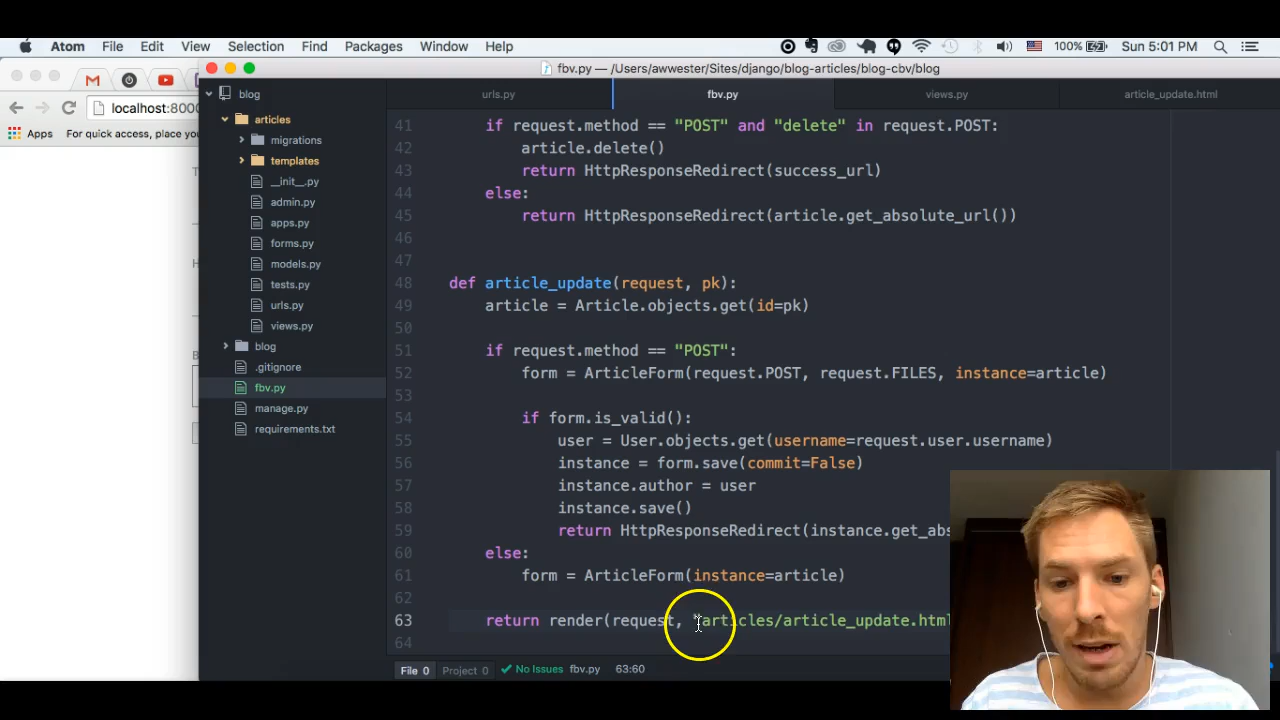 Atom File Edit View Selection Find Packages Window Help 100% Sun 5:01 PM
fbv.py — /Users/awwester/Sites/django/blog-articles/blog-cbv/blog
localhost:8000
Apps For quick access, place you
blog
articles
migrations
templates
__init__.py
admin.py
apps.py
forms.py
models.py
tests.py
urls.py
views.py
blog
.gitignore
fbv.py
manage.py
requirements.txt
urls.py fbv.py views.py article_update.html
41 if request.method == "POST" and "delete" in request.POST:
42 article.delete()
43 return HttpResponseRedirect(success_url)
44 else:
45 return HttpResponseRedirect(article.get_absolute_url())
46
47
48 def article_update(request, pk):
49 article = Article.objects.get(id=pk)
50
51 if request.method == "POST":
52 form = ArticleForm(request.POST, request.FILES, instance=article)
53
54 if form.is_valid():
55 user = User.objects.get(username=request.user.username)
56 instance = form.save(commit=False)
57 instance.author = user
58 instance.save()
59 return HttpResponseRedirect(instance.get_abs
60 else:
61 form = ArticleForm(instance=article)
62
63 return render(request, "articles/article_update.html
64
File 0 Project 0 No Issues fbv.py 63:60